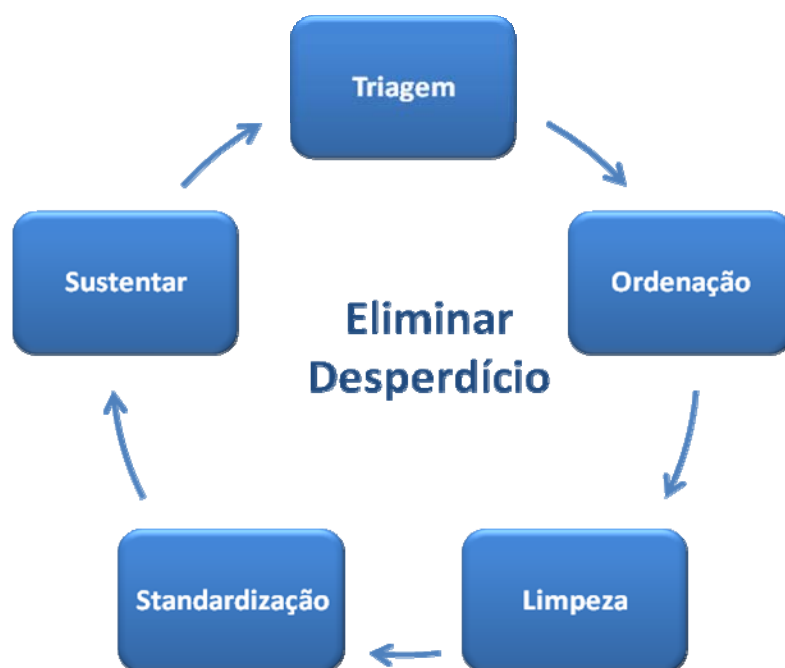 Triagem
Sustentar
Ordenação
Eliminar
Desperdício
Standardização
Limpeza